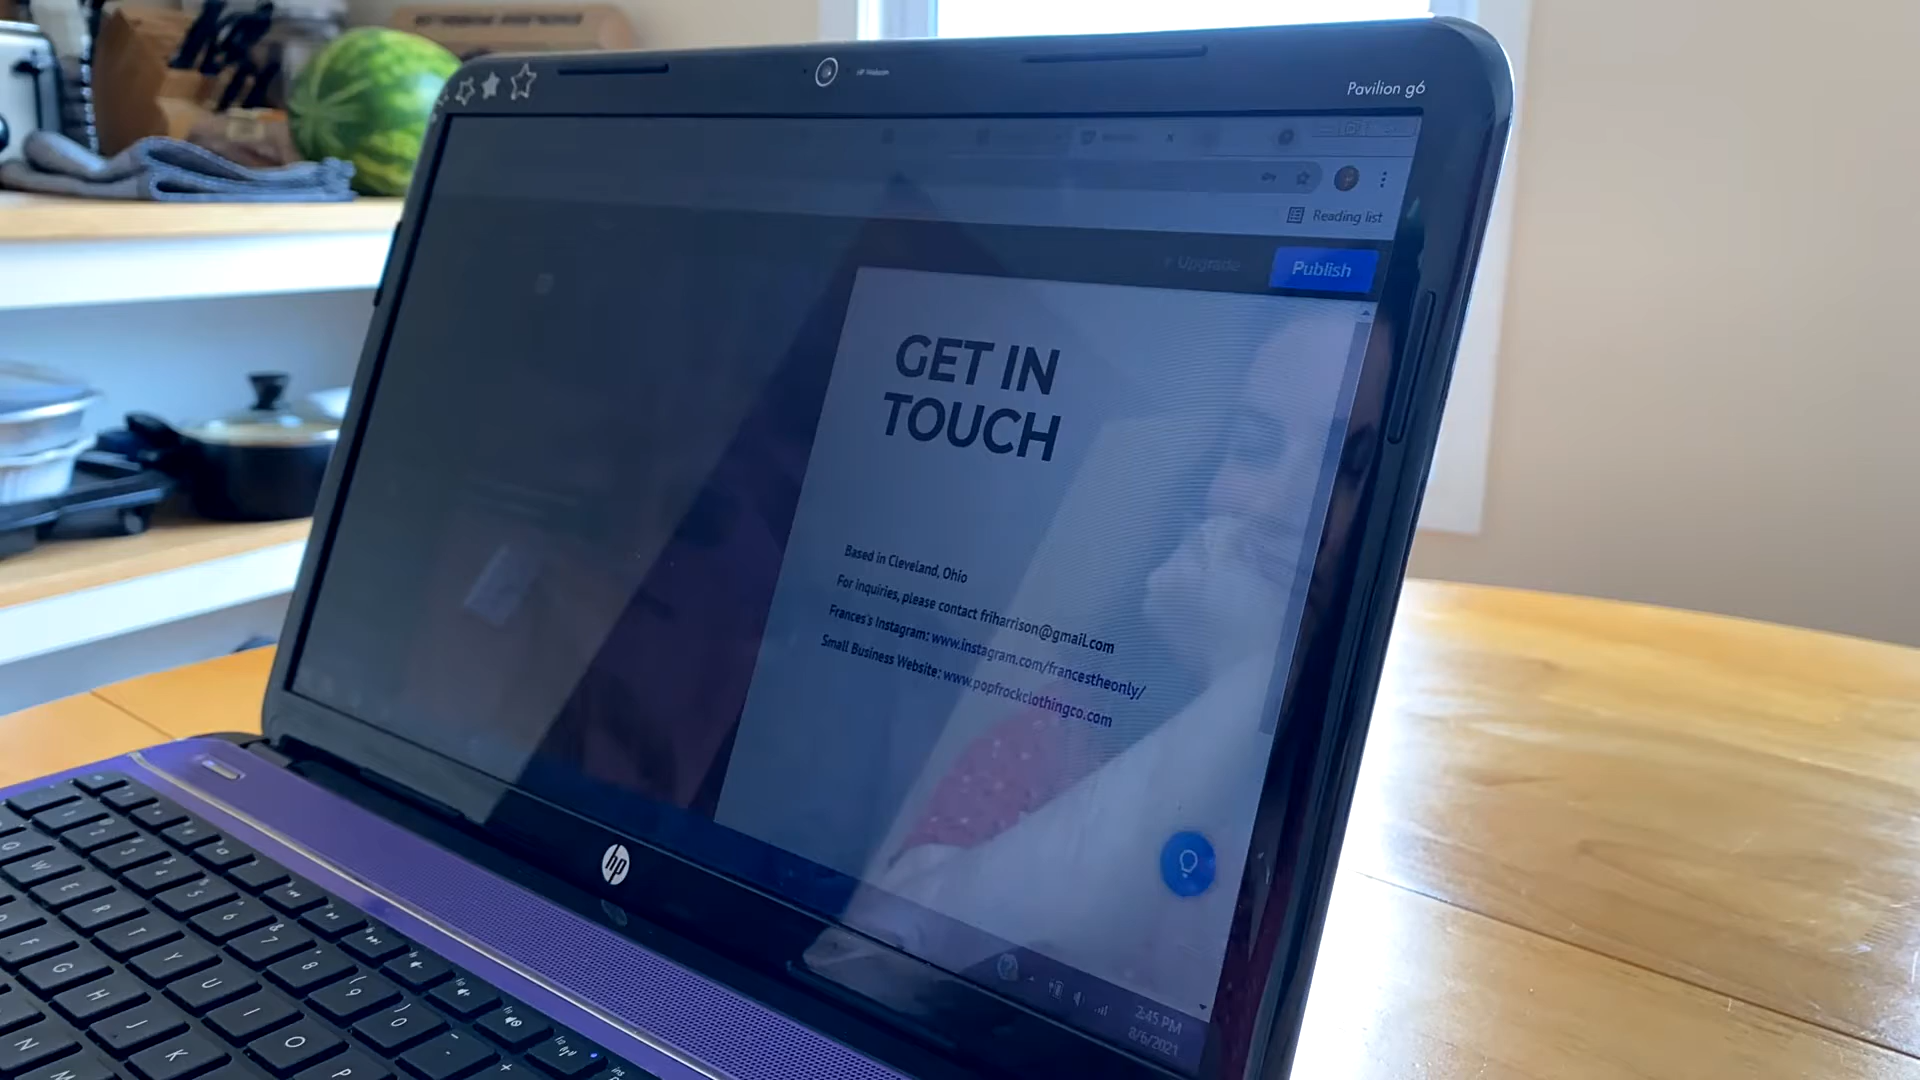 Pavilion g6
HP Webcam
Reading list
Upgrade
Publish
GET IN
TOUCH
Based in Cleveland, Ohio
For inquiries, please contact friharrison@gmail.com
Frances's Instagram: www.instagram.com/francestheonly/
Small Business Website: www.popfrockclothingco.com
hp
2:45 PM
8/6/2021